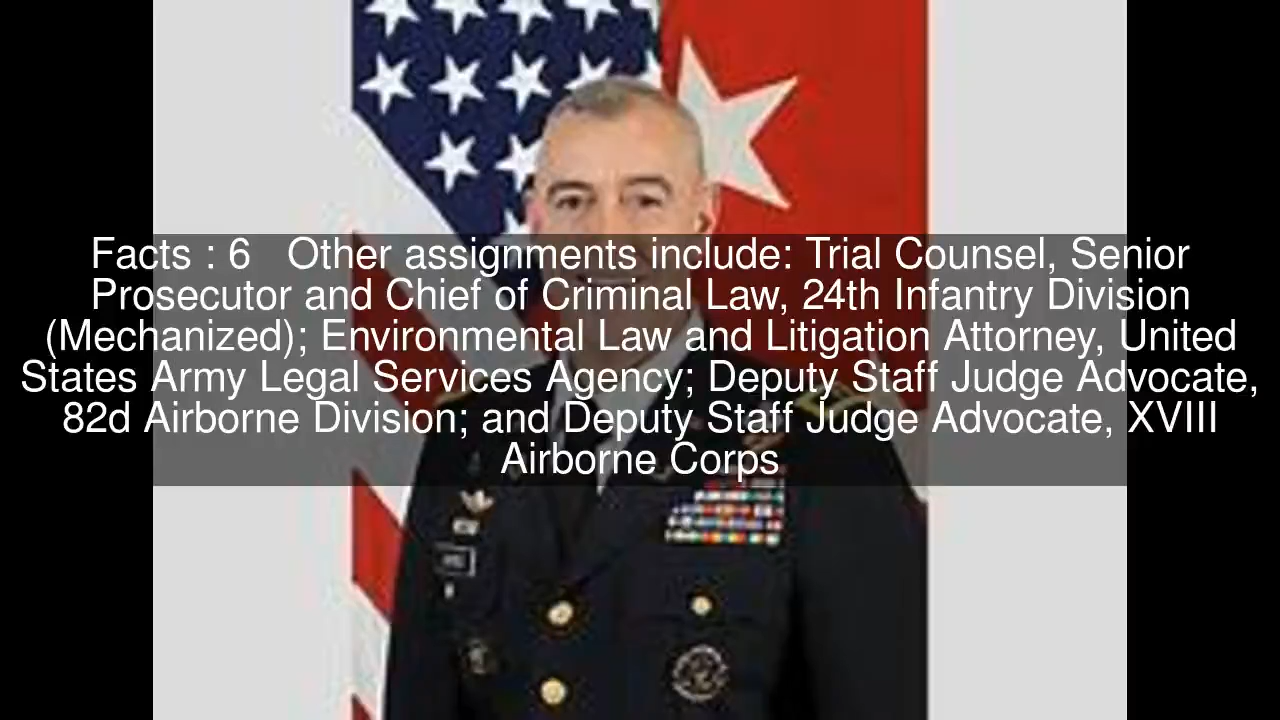 Facts : 6   Other assignments include: Trial Counsel, Senior
Prosecutor and Chief of Criminal Law, 24th Infantry Division
(Mechanized); Environmental Law and Litigation Attorney, United
States Army Legal Services Agency; Deputy Staff Judge Advocate,
82d Airborne Division; and Deputy Staff Judge Advocate, XVIII
Airborne Corps